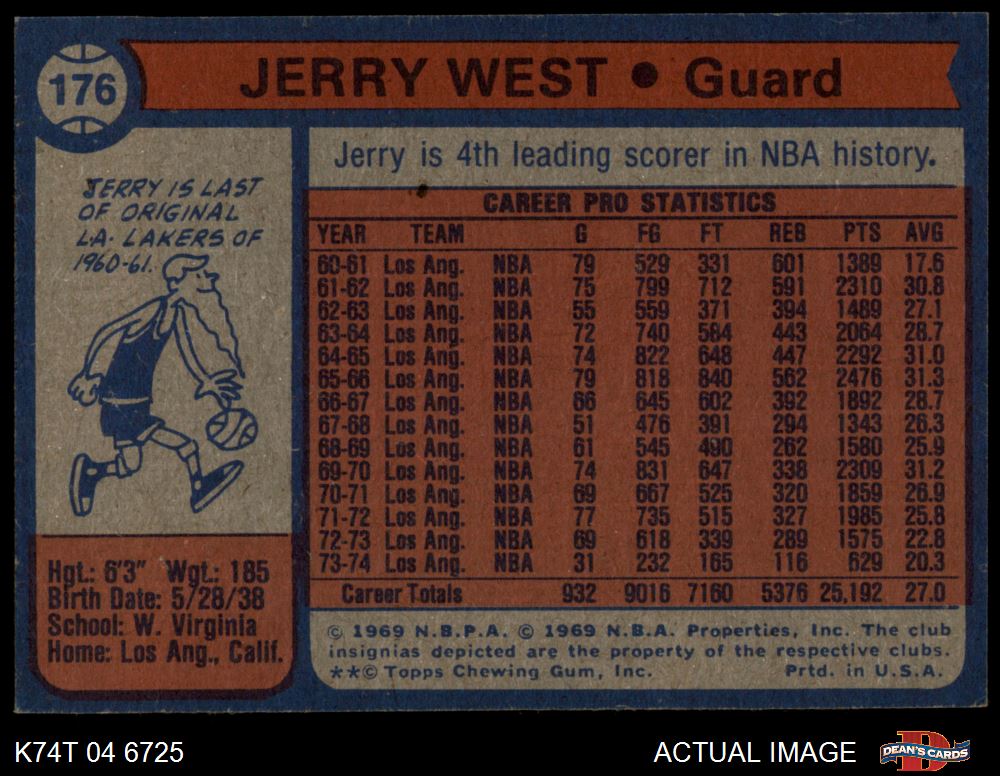 176
JERRY WEST • Guard
JERRY IS LAST
OF ORIGINAL
L.A. LAKERS OF
1960-61.
Hgt.: 6'3" Wgt.: 185
Birth Date: 5/28/38
School: W. Virginia
Home: Los Ang., Calif.
Jerry is 4th leading scorer in NBA history.
CAREER PRO STATISTICS
YEAR TEAM G FG FT REB PTS AVG
60-61 Los Ang. NBA 79 529 331 601 1389 17.6
61-62 Los Ang. NBA 75 799 712 591 2310 30.8
62-63 Los Ang. NBA 55 559 371 394 1489 27.1
63-64 Los Ang. NBA 72 740 584 443 2064 28.7
64-65 Los Ang. NBA 74 822 648 447 2292 31.0
65-66 Los Ang. NBA 79 818 840 562 2476 31.3
66-67 Los Ang. NBA 66 645 602 392 1892 28.7
67-68 Los Ang. NBA 51 476 391 294 1343 26.3
68-69 Los Ang. NBA 61 545 490 262 1580 25.9
69-70 Los Ang. NBA 74 831 647 338 2309 31.2
70-71 Los Ang. NBA 69 667 525 320 1859 26.9
71-72 Los Ang. NBA 77 735 515 327 1985 25.8
72-73 Los Ang. NBA 69 618 339 289 1575 22.8
73-74 Los Ang. NBA 31 232 165 116 629 20.3
Career Totals 932 9016 7160 5376 25,192 27.0
© 1969 N.B.P.A. © 1969 N.B.A. Properties, Inc. The club
insignias depicted are the property of the respective clubs.
**© Topps Chewing Gum, Inc. Prtd. in U.S.A.
K74T 04 6725 ACTUAL IMAGE D DEAN'S CARDS